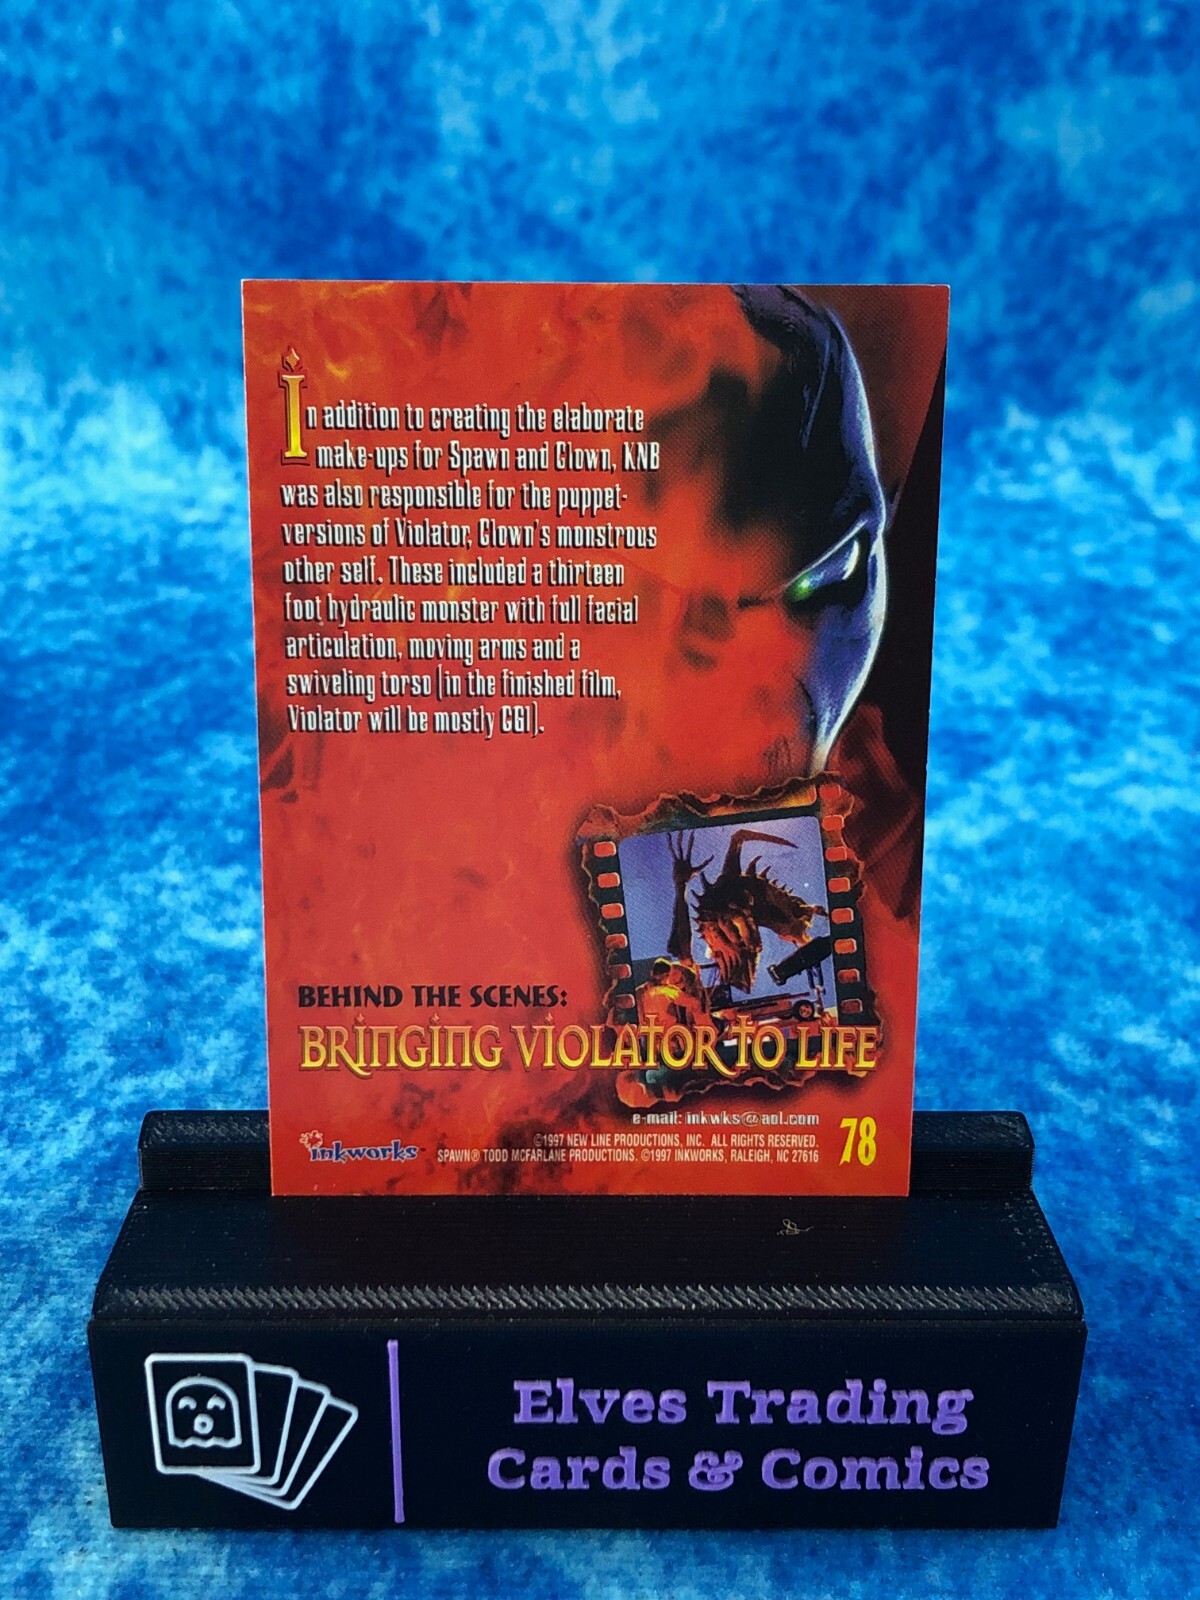 In addition to creating the elaborate
make-ups for Spawn and Clown, KNB
was also responsible for the puppet-
versions of Violator, Clown's monstrous
other self. These included a thirteen
foot hydraulic monster with full facial
articulation, moving arms and a
swiveling torso (in the finished film,
Violator will be mostly CGI).
BEHIND THE SCENES:
BRINGING VIOLATOR TO LIFE
e-mail: inkwks@aol.com
inkworks™
©1997 NEW LINE PRODUCTIONS, INC. ALL RIGHTS RESERVED.
SPAWN® TODD MCFARLANE PRODUCTIONS. ©1997 INKWORKS, RALEIGH, NC 27616
78
Elves Trading
Cards & Comics